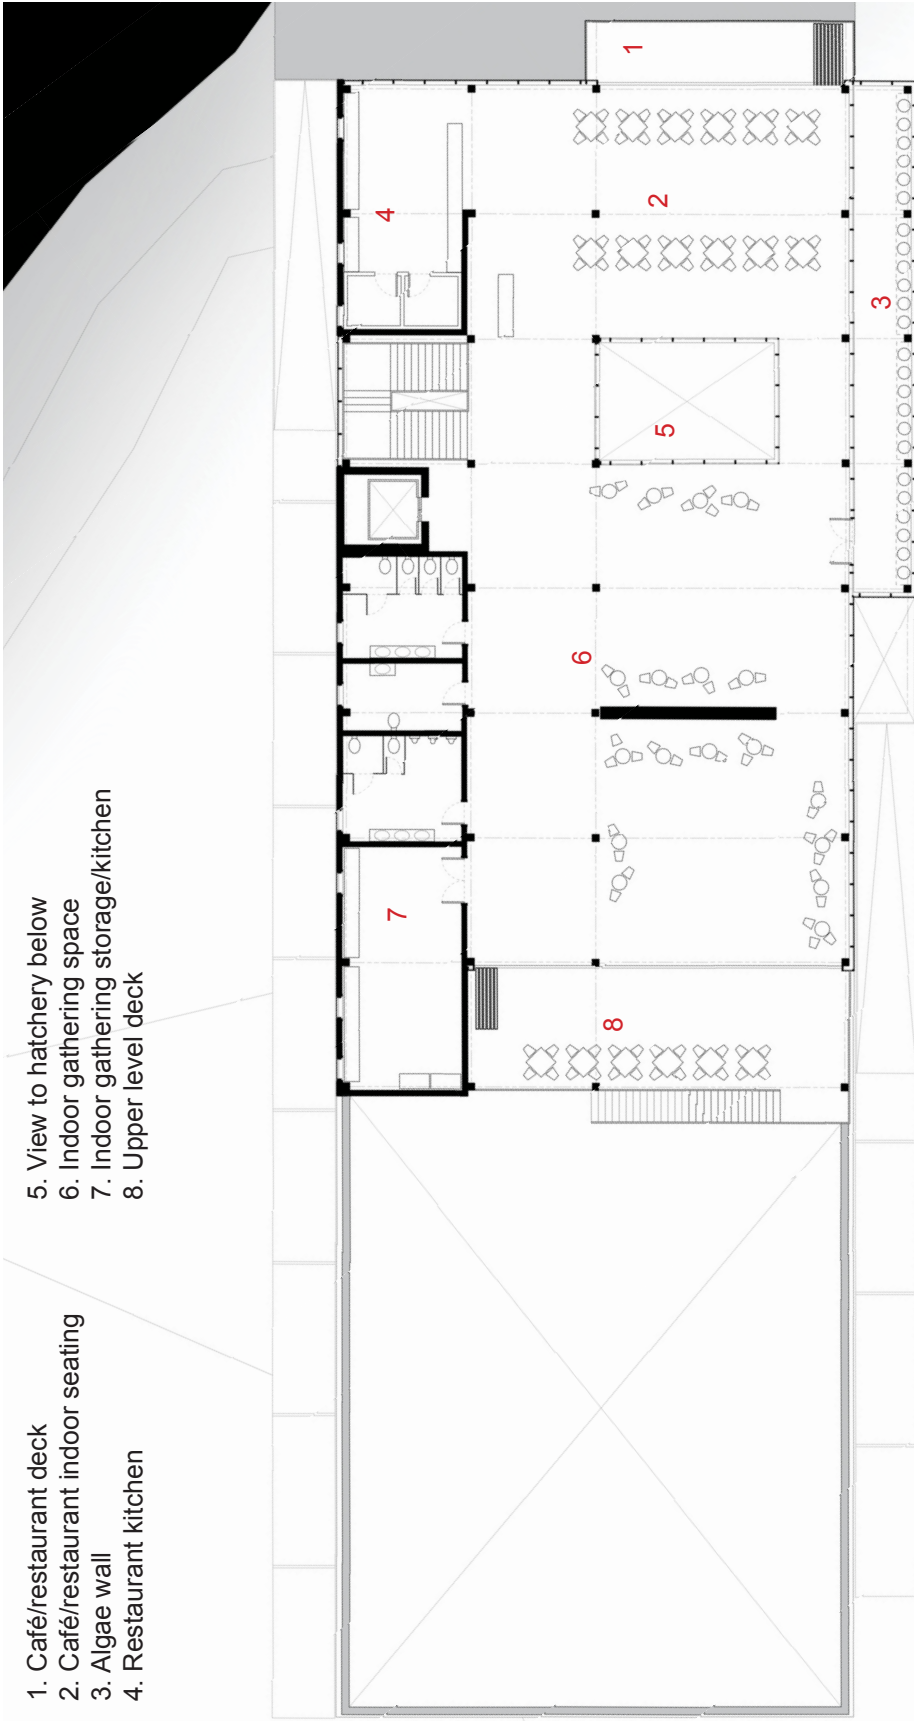 1. Café/restaurant deck
2. Café/restaurant indoor seating
3. Algae wall
4. Restaurant kitchen
5. View to hatchery below
6. Indoor gathering space
7. Indoor gathering storage/kitchen
8. Upper level deck
1
2
3
4
5
6
7
8